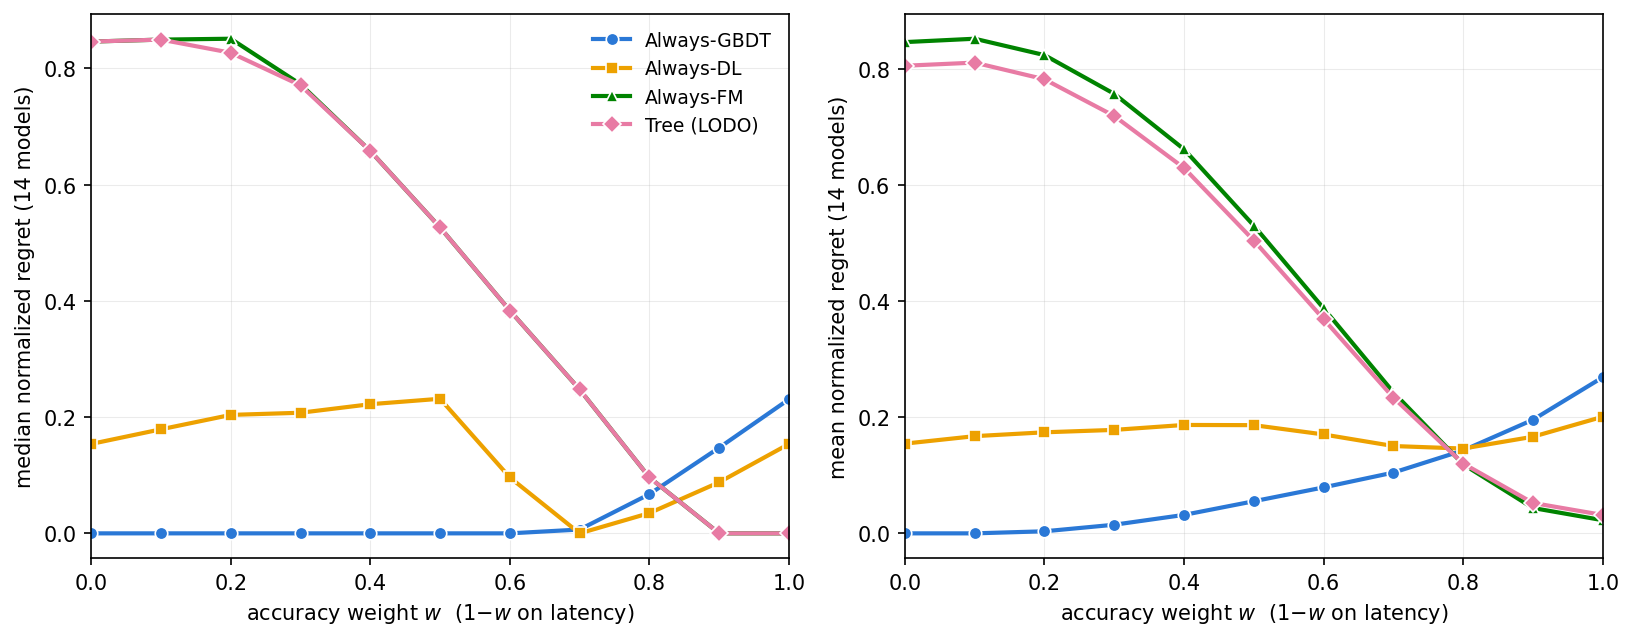 median normalized regret (14 models)
0.8
0.6
0.4
0.2
0.0
Always-GBDT
Always-DL
Always-FM
Tree (LODO)
0.0 0.2 0.4 0.6 0.8 1.0
accuracy weight w (1−w on latency)
mean normalized regret (14 models)
0.8
0.6
0.4
0.2
0.0
0.0 0.2 0.4 0.6 0.8 1.0
accuracy weight w (1−w on latency)